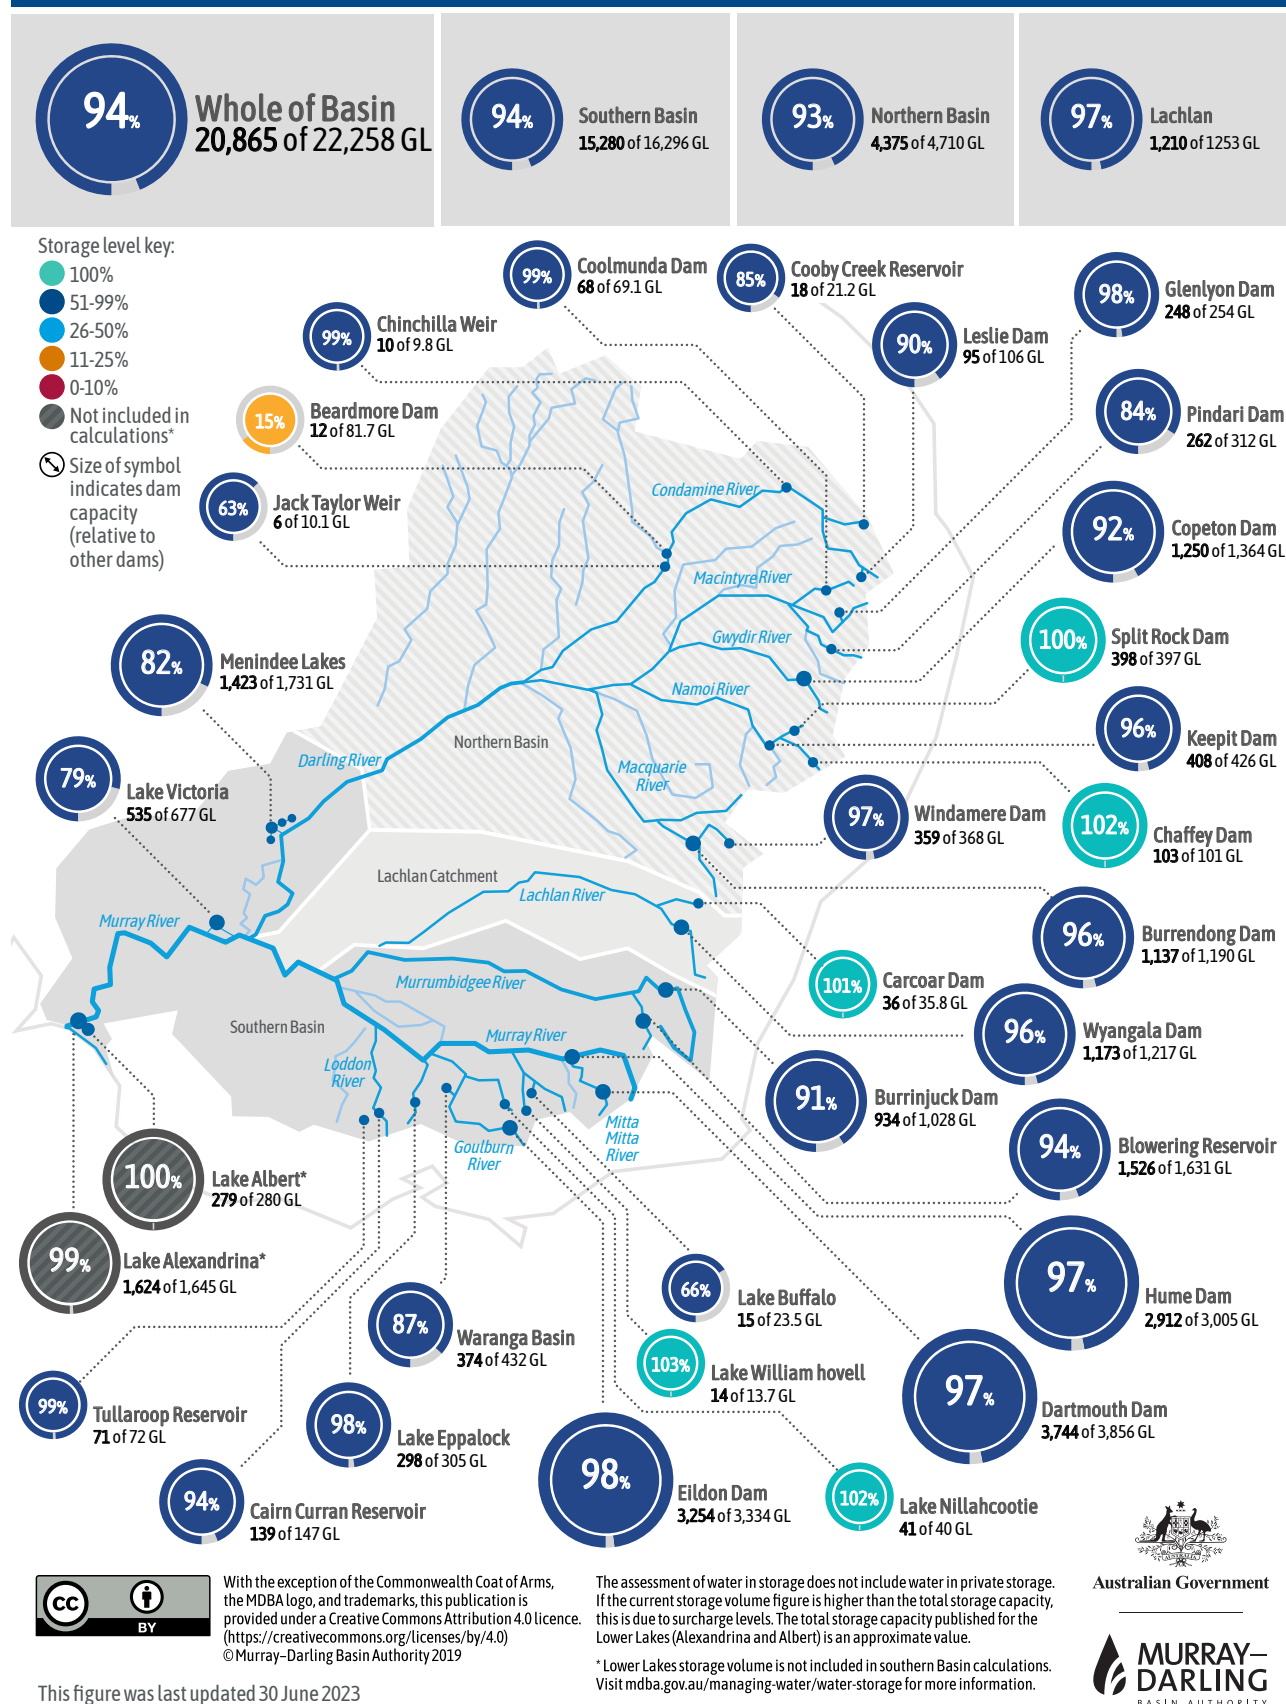 94%
Whole of Basin
20,865 of 22,258 GL
94%
Southern Basin
15,280 of 16,296 GL
93%
Northern Basin
4,375 of 4,710 GL
97%
Lachlan
1,210 of 1253 GL
Storage level key:
100%
51-99%
26-50%
11-25%
0-10%
Not included in
calculations*
Size of symbol
indicates dam
capacity
(relative to
other dams)
99%
Coolmunda Dam
68 of 69.1 GL
85%
Cooby Creek Reservoir
18 of 21.2 GL
98%
Glenlyon Dam
248 of 254 GL
99%
Chinchilla Weir
10 of 9.8 GL
90%
Leslie Dam
95 of 106 GL
15%
Beardmore Dam
12 of 81.7 GL
84%
Pindari Dam
262 of 312 GL
63%
Jack Taylor Weir
6 of 10.1 GL
92%
Copeton Dam
1,250 of 1,364 GL
Condamine River
Macintyre River
Gwydir River
Namoi River
Northern Basin
Macquarie
River
Darling River
82%
Menindee Lakes
1,423 of 1,731 GL
100%
Split Rock Dam
398 of 397 GL
96%
Keepit Dam
408 of 426 GL
79%
Lake Victoria
535 of 677 GL
97%
Windamere Dam
359 of 368 GL
102%
Chaffey Dam
103 of 101 GL
Lachlan Catchment
Lachlan River
Murray River
96%
Burrendong Dam
1,137 of 1,190 GL
101%
Carcoar Dam
36 of 35.8 GL
Murrumbidgee River
Southern Basin
Murray River
96%
Wyangala Dam
1,173 of 1,217 GL
Loddon
River
91%
Burrinjuck Dam
934 of 1,028 GL
Goulburn
River
Mitta
Mitta
River
94%
Blowering Reservoir
1,526 of 1,631 GL
100%
Lake Albert*
279 of 280 GL
99%
Lake Alexandrina*
1,624 of 1,645 GL
97%
Hume Dam
2,912 of 3,005 GL
66%
Lake Buffalo
15 of 23.5 GL
87%
Waranga Basin
374 of 432 GL
103%
Lake William hovell
14 of 13.7 GL
97%
Dartmouth Dam
3,744 of 3,856 GL
99%
Tullaroop Reservoir
71 of 72 GL
98%
Lake Eppalock
298 of 305 GL
98%
Eildon Dam
3,254 of 3,334 GL
94%
Cairn Curran Reservoir
139 of 147 GL
102%
Lake Nillahcootie
41 of 40 GL
cc
BY
With the exception of the Commonwealth Coat of Arms,
the MDBA logo, and trademarks, this publication is
provided under a Creative Commons Attribution 4.0 licence.
(https://creativecommons.org/licenses/by/4.0)
© Murray–Darling Basin Authority 2019
The assessment of water in storage does not include water in private storage.
If the current storage volume figure is higher than the total storage capacity,
this is due to surcharge levels. The total storage capacity published for the
Lower Lakes (Alexandrina and Albert) is an approximate value.
* Lower Lakes storage volume is not included in southern Basin calculations.
Visit mdba.gov.au/managing-water/water-storage for more information.
AUSTRALIA
Australian Government
MURRAY–
DARLING
BASIN AUTHORITY
This figure was last updated 30 June 2023